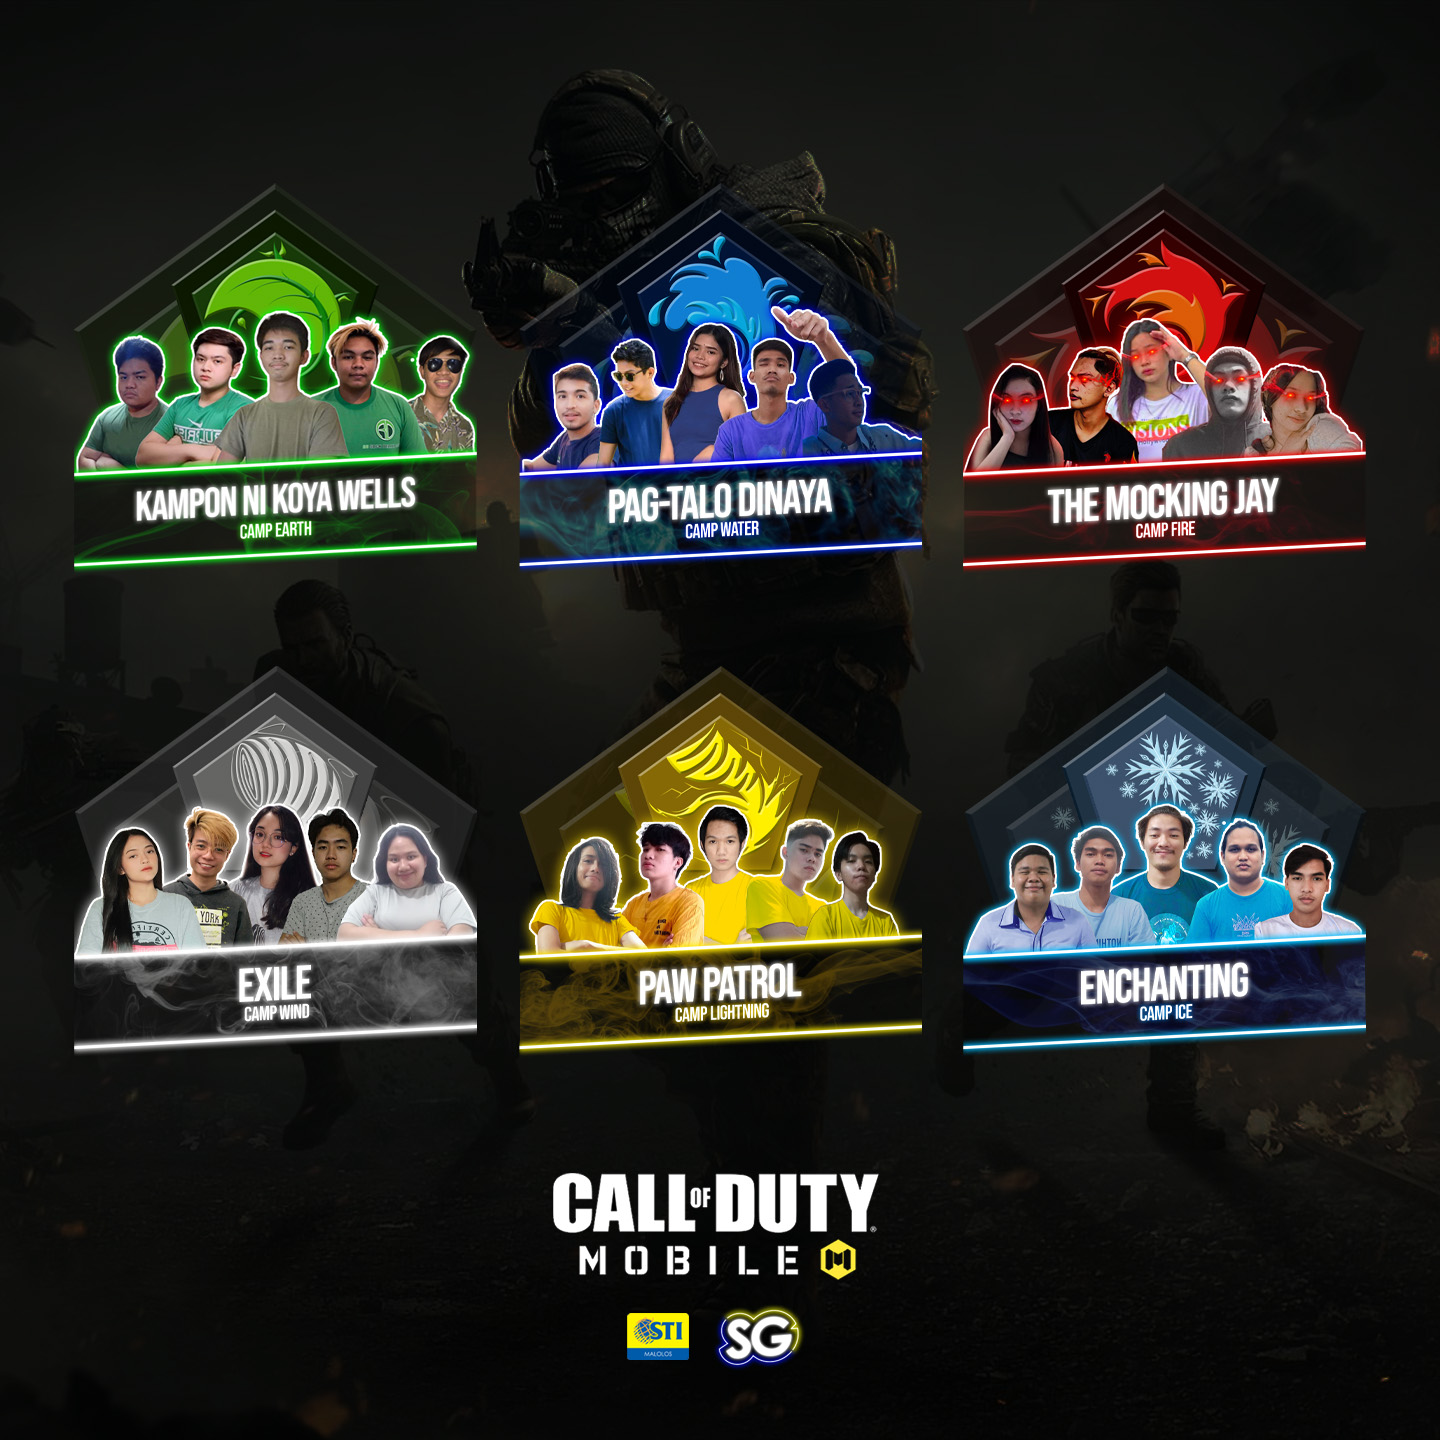 KAMPON NI KOYA WELLS
CAMP EARTH
PAG-TALO DINAYA
CAMP WATER
THE MOCKING JAY
CAMP FIRE
EXILE
CAMP WIND
PAW PATROL
CAMP LIGHTNING
ENCHANTING
CAMP ICE
CALL OF DUTY®
MOBILE
STI
MALOLOS
SG